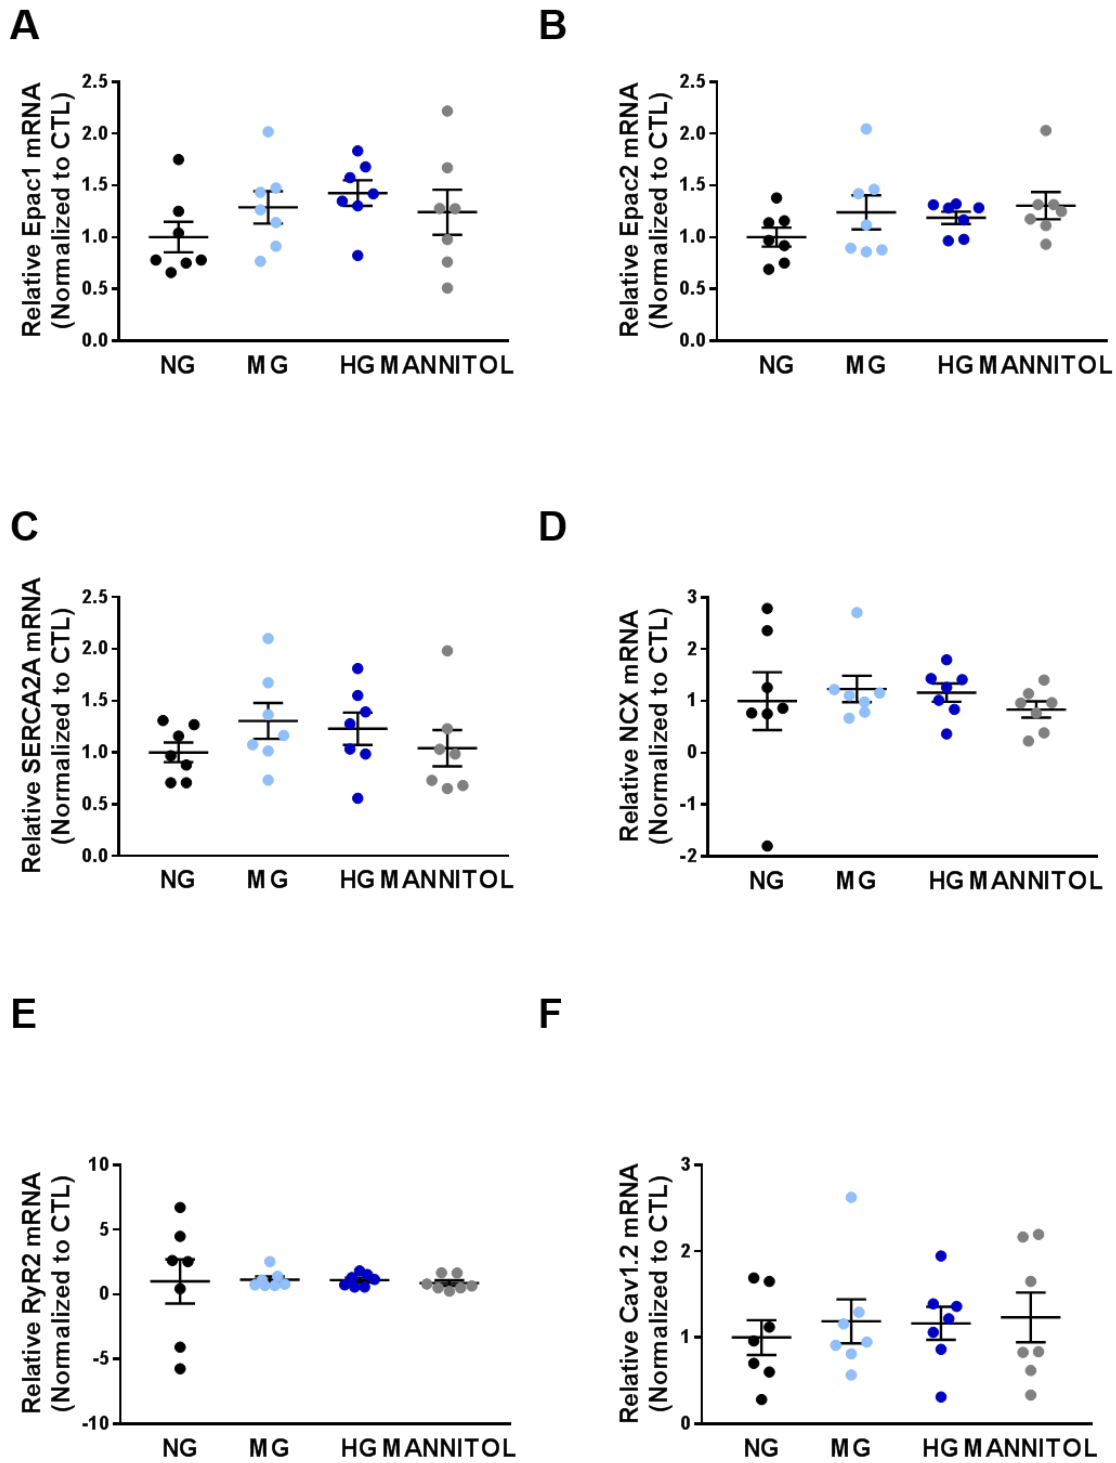 A
Relative Epac1 mRNA
(Normalized to CTL)
2.5
2.0
1.5
1.0
0.5
0.0
NG MG HG MANNITOL
B
Relative Epac2 mRNA
(Normalized to CTL)
2.5
2.0
1.5
1.0
0.5
0.0
NG MG HG MANNITOL
C
Relative SERCA2A mRNA
(Normalized to CTL)
2.5
2.0
1.5
1.0
0.5
0.0
NG MG HG MANNITOL
D
Relative NCX mRNA
(Normalized to CTL)
3
2
1
0
-1
-2
NG MG HG MANNITOL
E
Relative RyR2 mRNA
(Normalized to CTL)
10
5
0
-5
-10
NG MG HG MANNITOL
F
Relative Cav1.2 mRNA
(Normalized to CTL)
3
2
1
0
NG MG HG MANNITOL